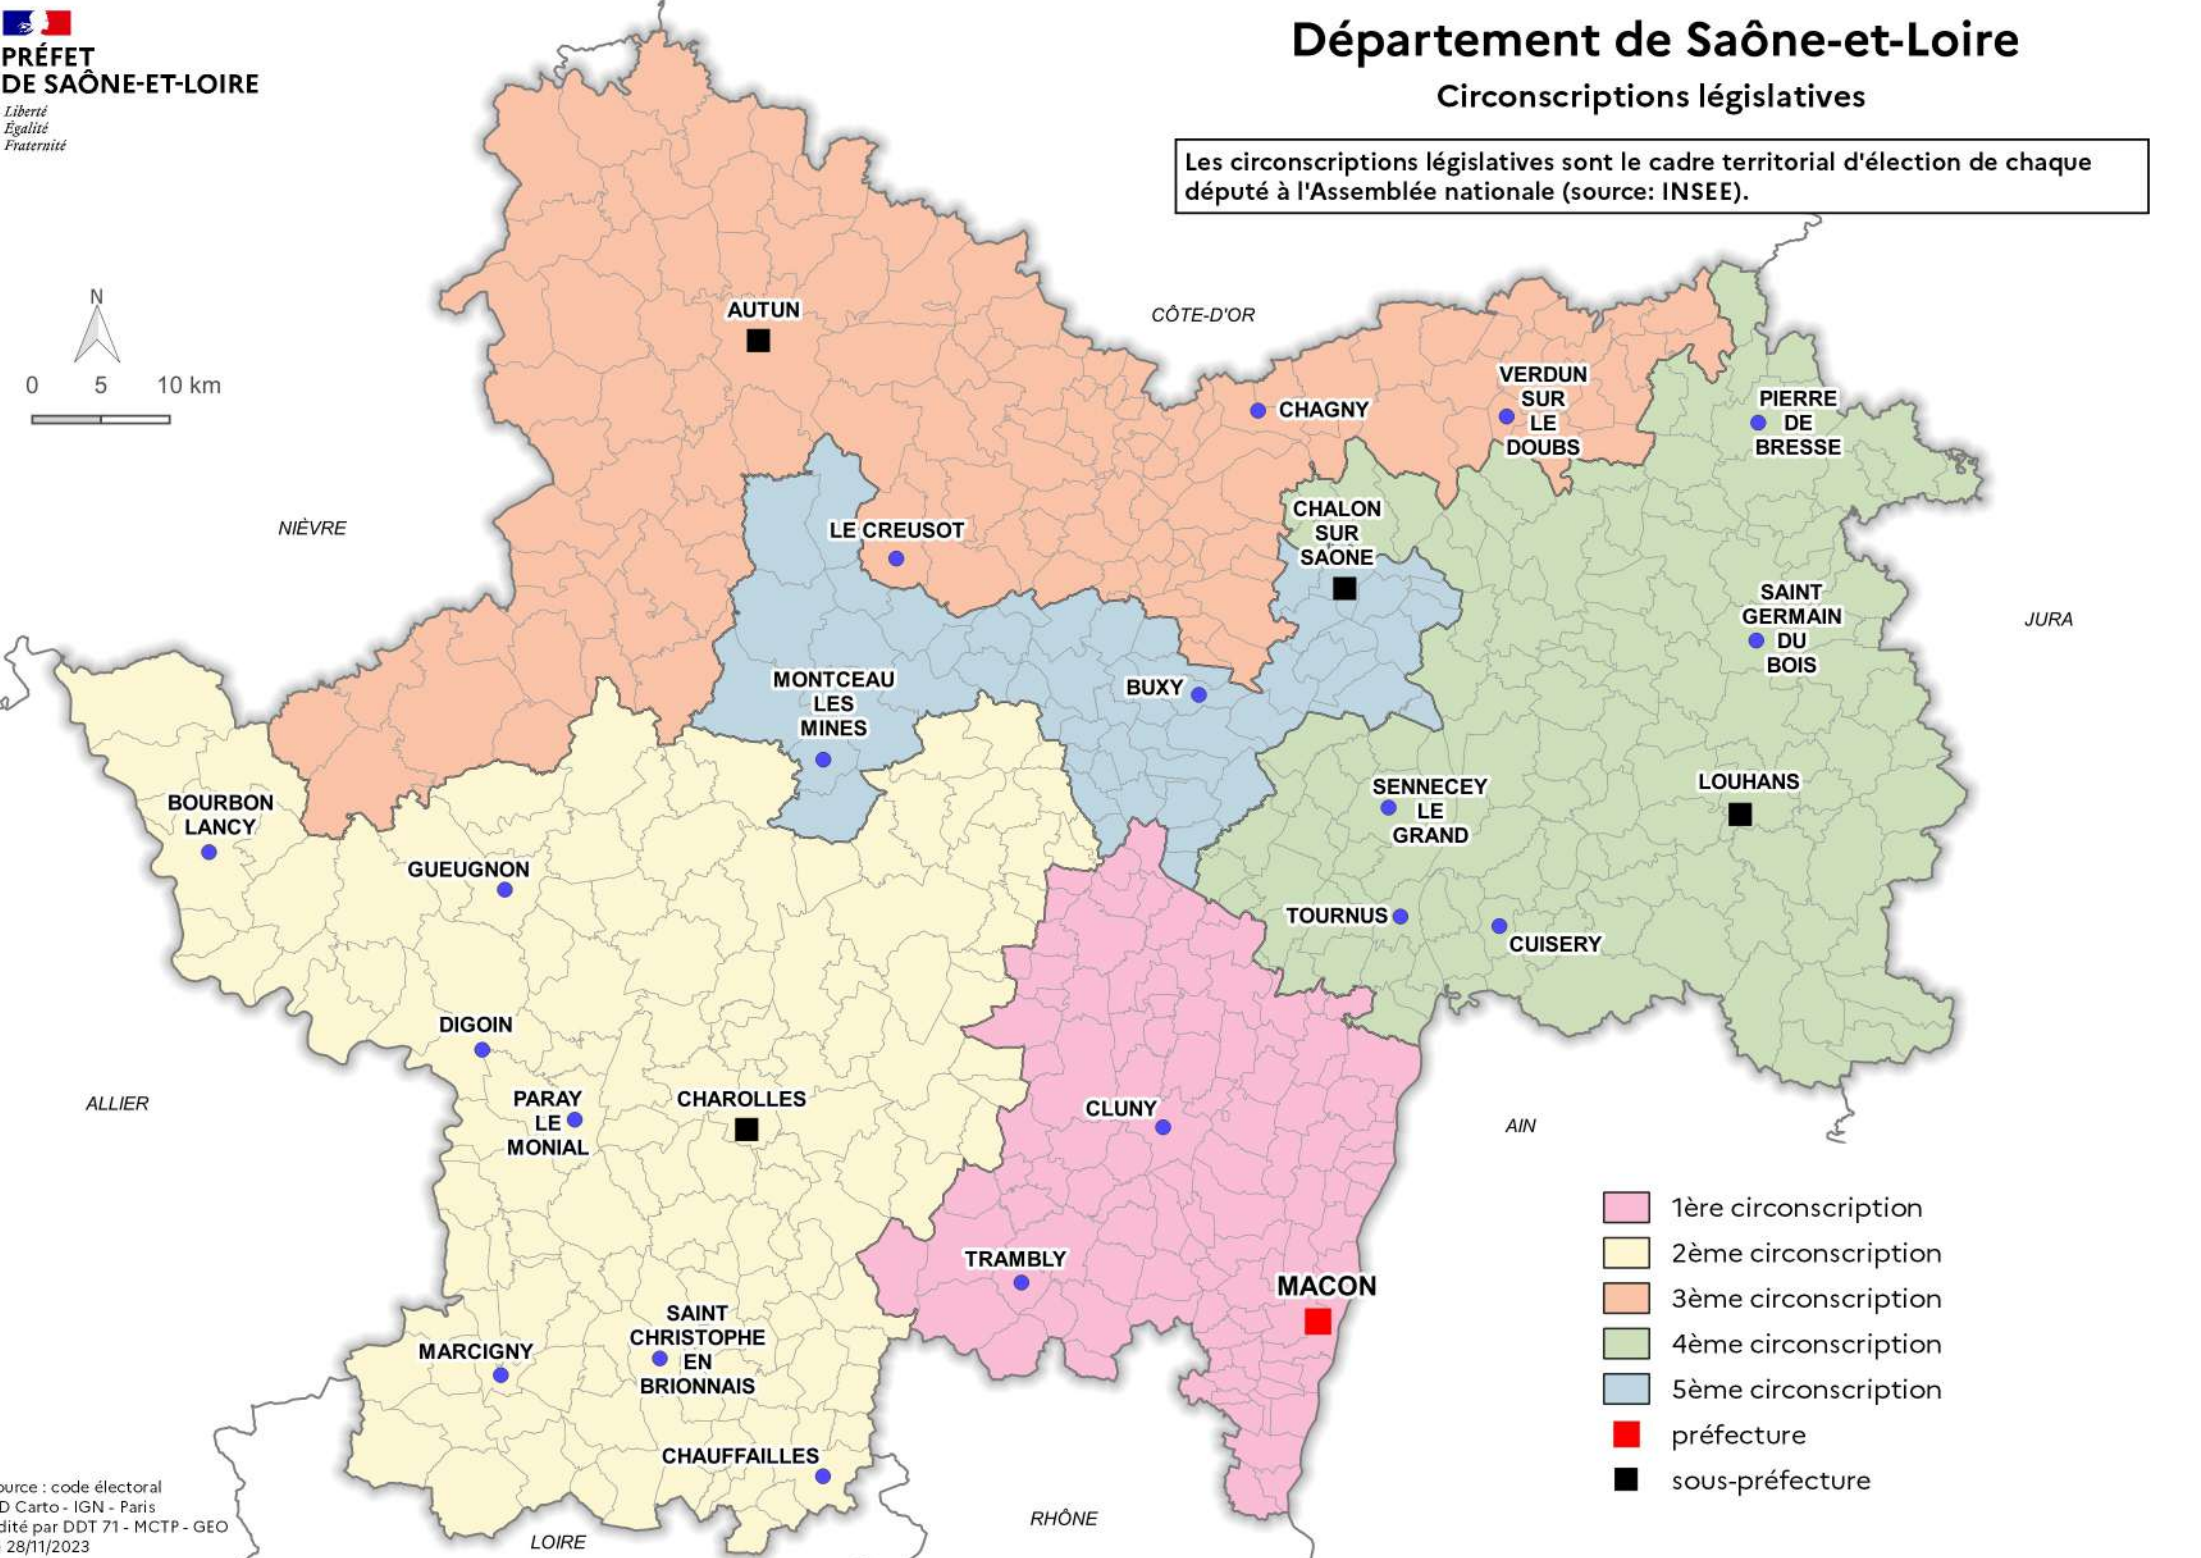 PRÉFET
DE SAÔNE-ET-LOIRE
Liberté
Égalité
Fraternité
Département de Saône-et-Loire
Circonscriptions législatives
Les circonscriptions législatives sont le cadre territorial d'élection de chaque
député à l'Assemblée nationale (source: INSEE).
N
0 5 10 km
CÔTE-D'OR
AUTUN
CHAGNY
VERDUN
SUR
LE
DOUBS
PIERRE
DE
BRESSE
NIÈVRE
LE CREUSOT
CHALON
SUR
SAONE
SAINT
GERMAIN
DU
BOIS
JURA
MONTCEAU
LES
MINES
BUXY
BOURBON
LANCY
SENNECEY
LE
GRAND
LOUHANS
GUEUGNON
TOURNUS
CUISERY
DIGOIN
ALLIER
PARAY
LE
MONIAL
CHAROLLES
CLUNY
AIN
TRAMBLY
MACON
MARCIGNY
SAINT
CHRISTOPHE
EN
BRIONNAIS
CHAUFFAILLES
LOIRE
RHÔNE
1ère circonscription
2ème circonscription
3ème circonscription
4ème circonscription
5ème circonscription
préfecture
sous-préfecture
ource : code électoral
D Carto - IGN - Paris
dité par DDT 71 - MCTP - GEO
28/11/2023